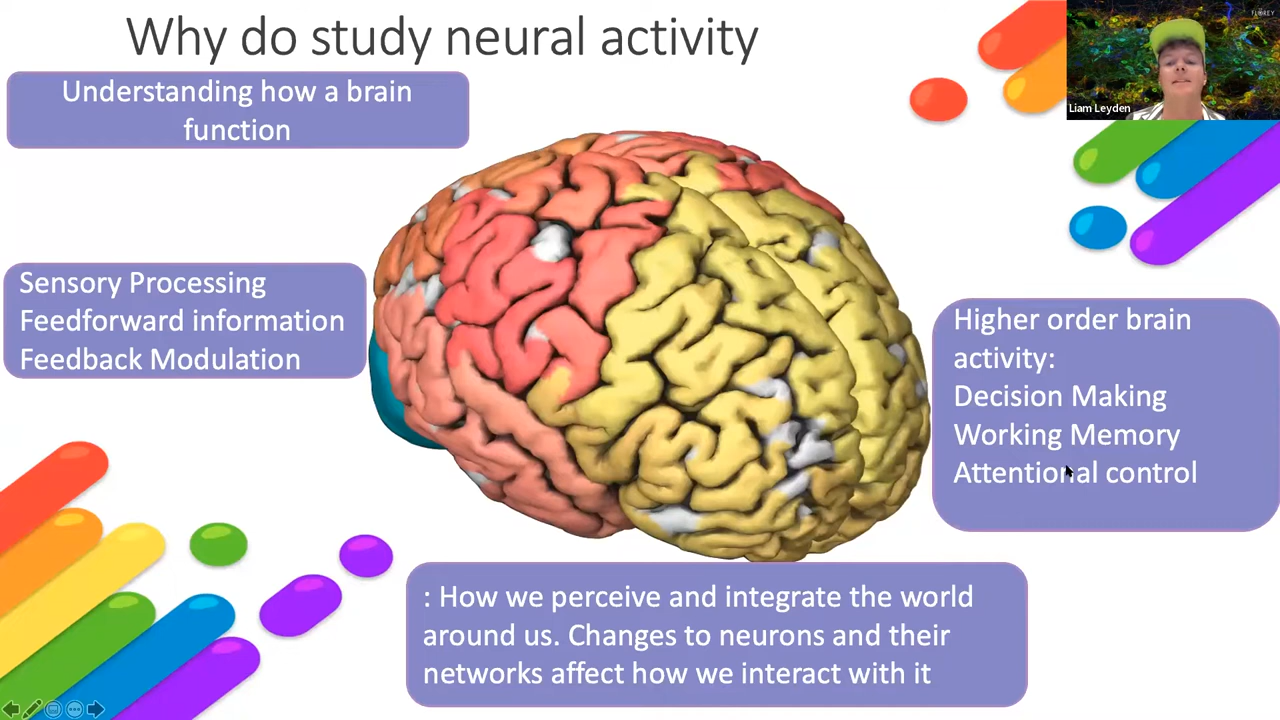 Why do study neural activity
FLOREY
Liam Leyden
Understanding how a brain
function
Sensory Processing
Feedforward information
Feedback Modulation
Higher order brain
activity:
Decision Making
Working Memory
Attentional control
: How we perceive and integrate the world
around us. Changes to neurons and their
networks affect how we interact with it